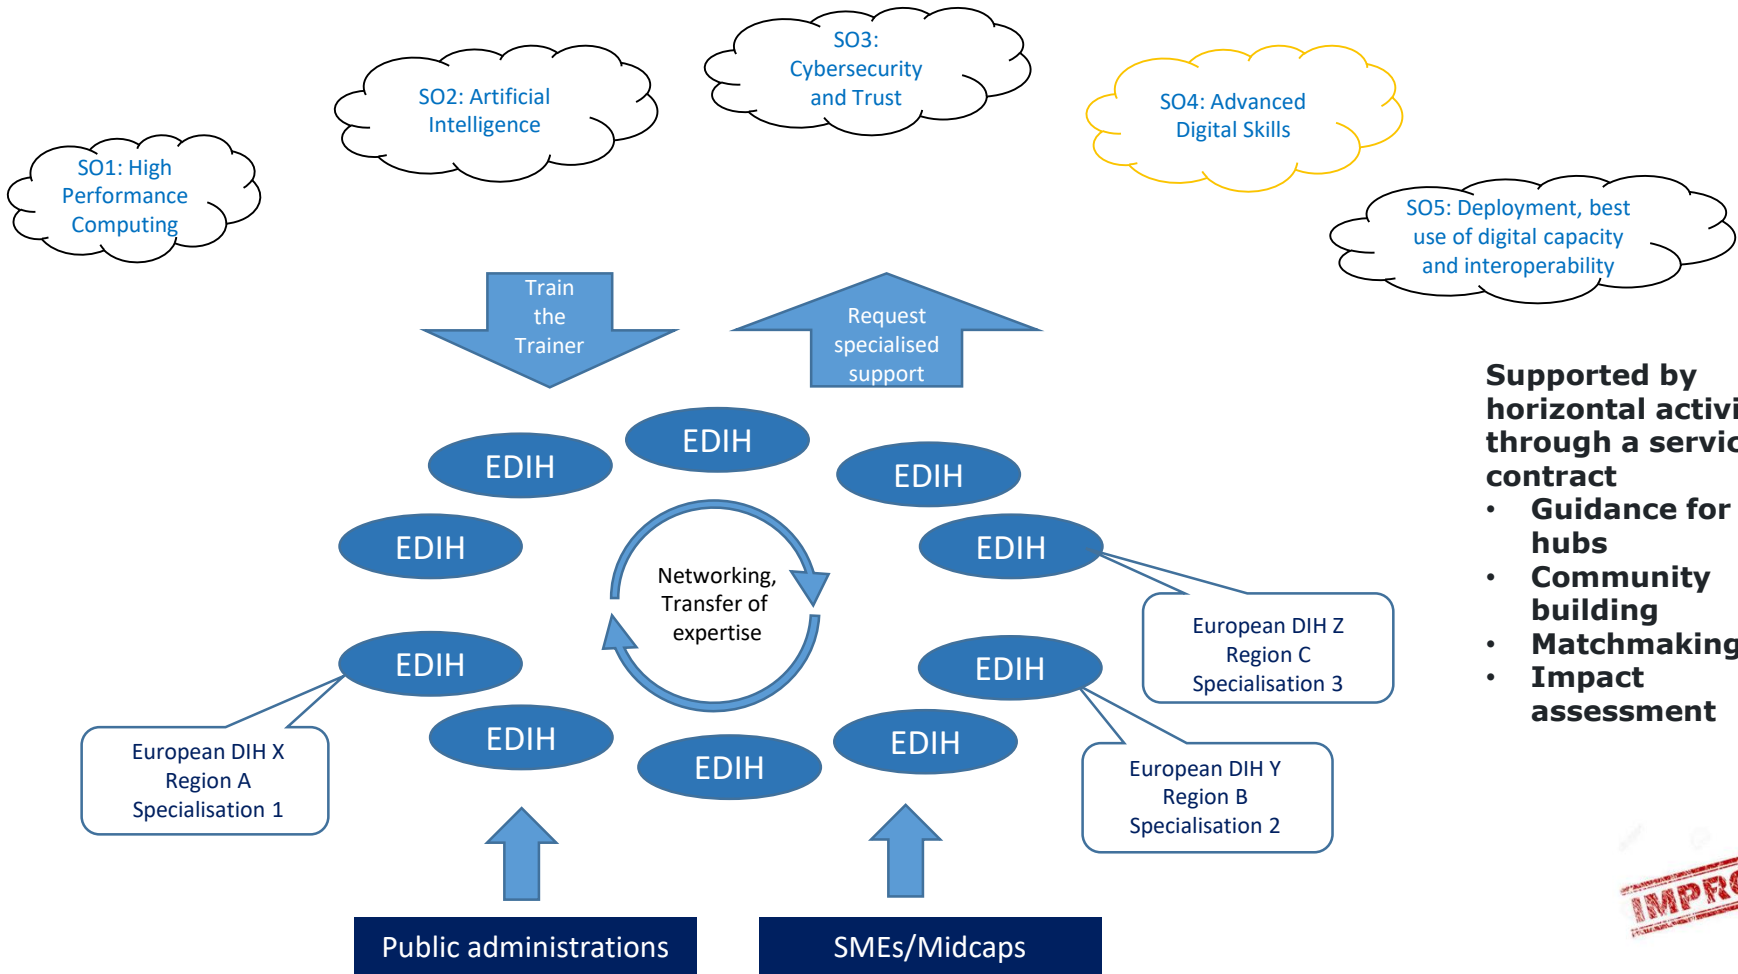 SO3:
Cybersecurity
and Trust
SO2: Artificial
Intelligence
SO4: Advanced
Digital Skills
SO1: High
Performance
Computing
SO5: Deployment, best
use of digital capacity
and interoperability
Train
the
Trainer
Request
specialised
support
Supported by
horizontal activi
through a servic
contract
• Guidance for
hubs
• Community
building
• Matchmaking
• Impact
assessment
EDIH
EDIH
EDIH
EDIH
EDIH
Networking,
Transfer of
expertise
European DIH Z
Region C
Specialisation 3
EDIH
EDIH
EDIH
EDIH
EDIH
European DIH X
Region A
Specialisation 1
European DIH Y
Region B
Specialisation 2
Public administrations
SMEs/Midcaps